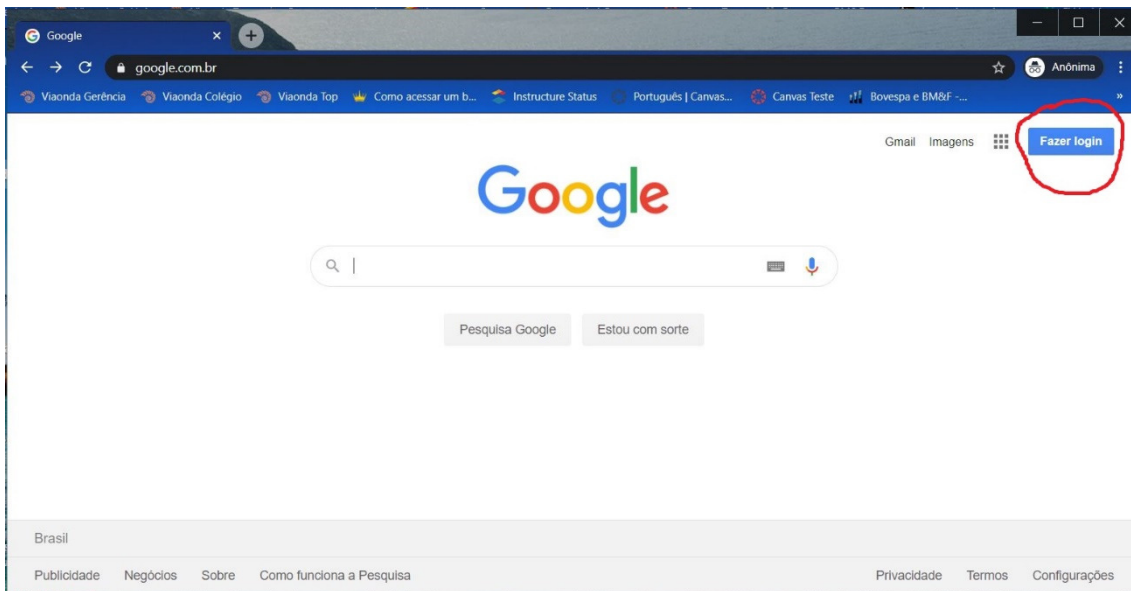 Google
google.com.br
Anônima
Viaonda Gerência Viaonda Colégio Viaonda Top Como acessar um b... Instructure Status Português | Canvas... Canvas Teste Bovespa e BM&F -... »
Gmail Imagens Fazer login
Google
Pesquisa Google Estou com sorte
Brasil
Publicidade Negócios Sobre Como funciona a Pesquisa Privacidade Termos Configurações